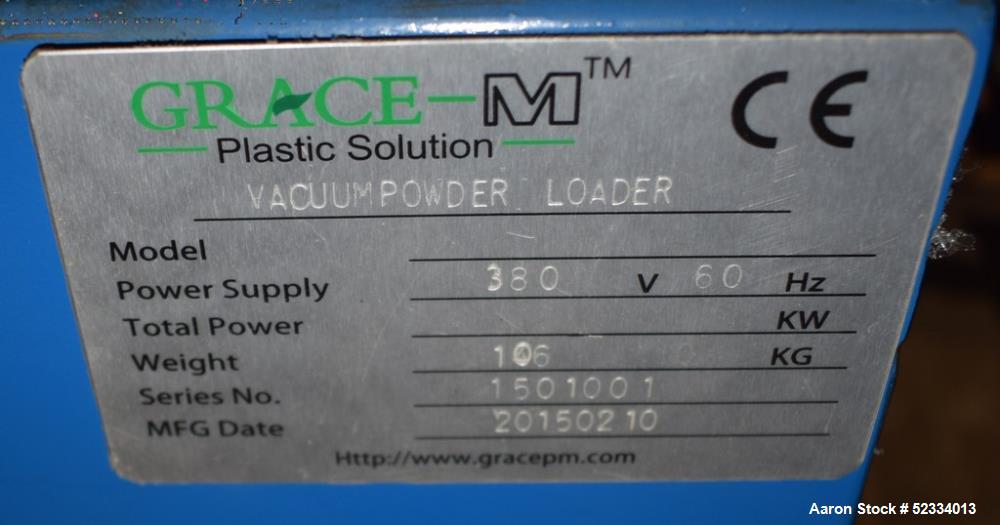 GRACE-M™
CE
Plastic Solution
VACUUMPOWDER LOADER
Model
Power Supply 380 V 60 Hz
Total Power KW
Weight 106 KG
Series No. 1501001
MFG Date 20150210
Http://www.gracepm.com
Aaron Stock # 52334013